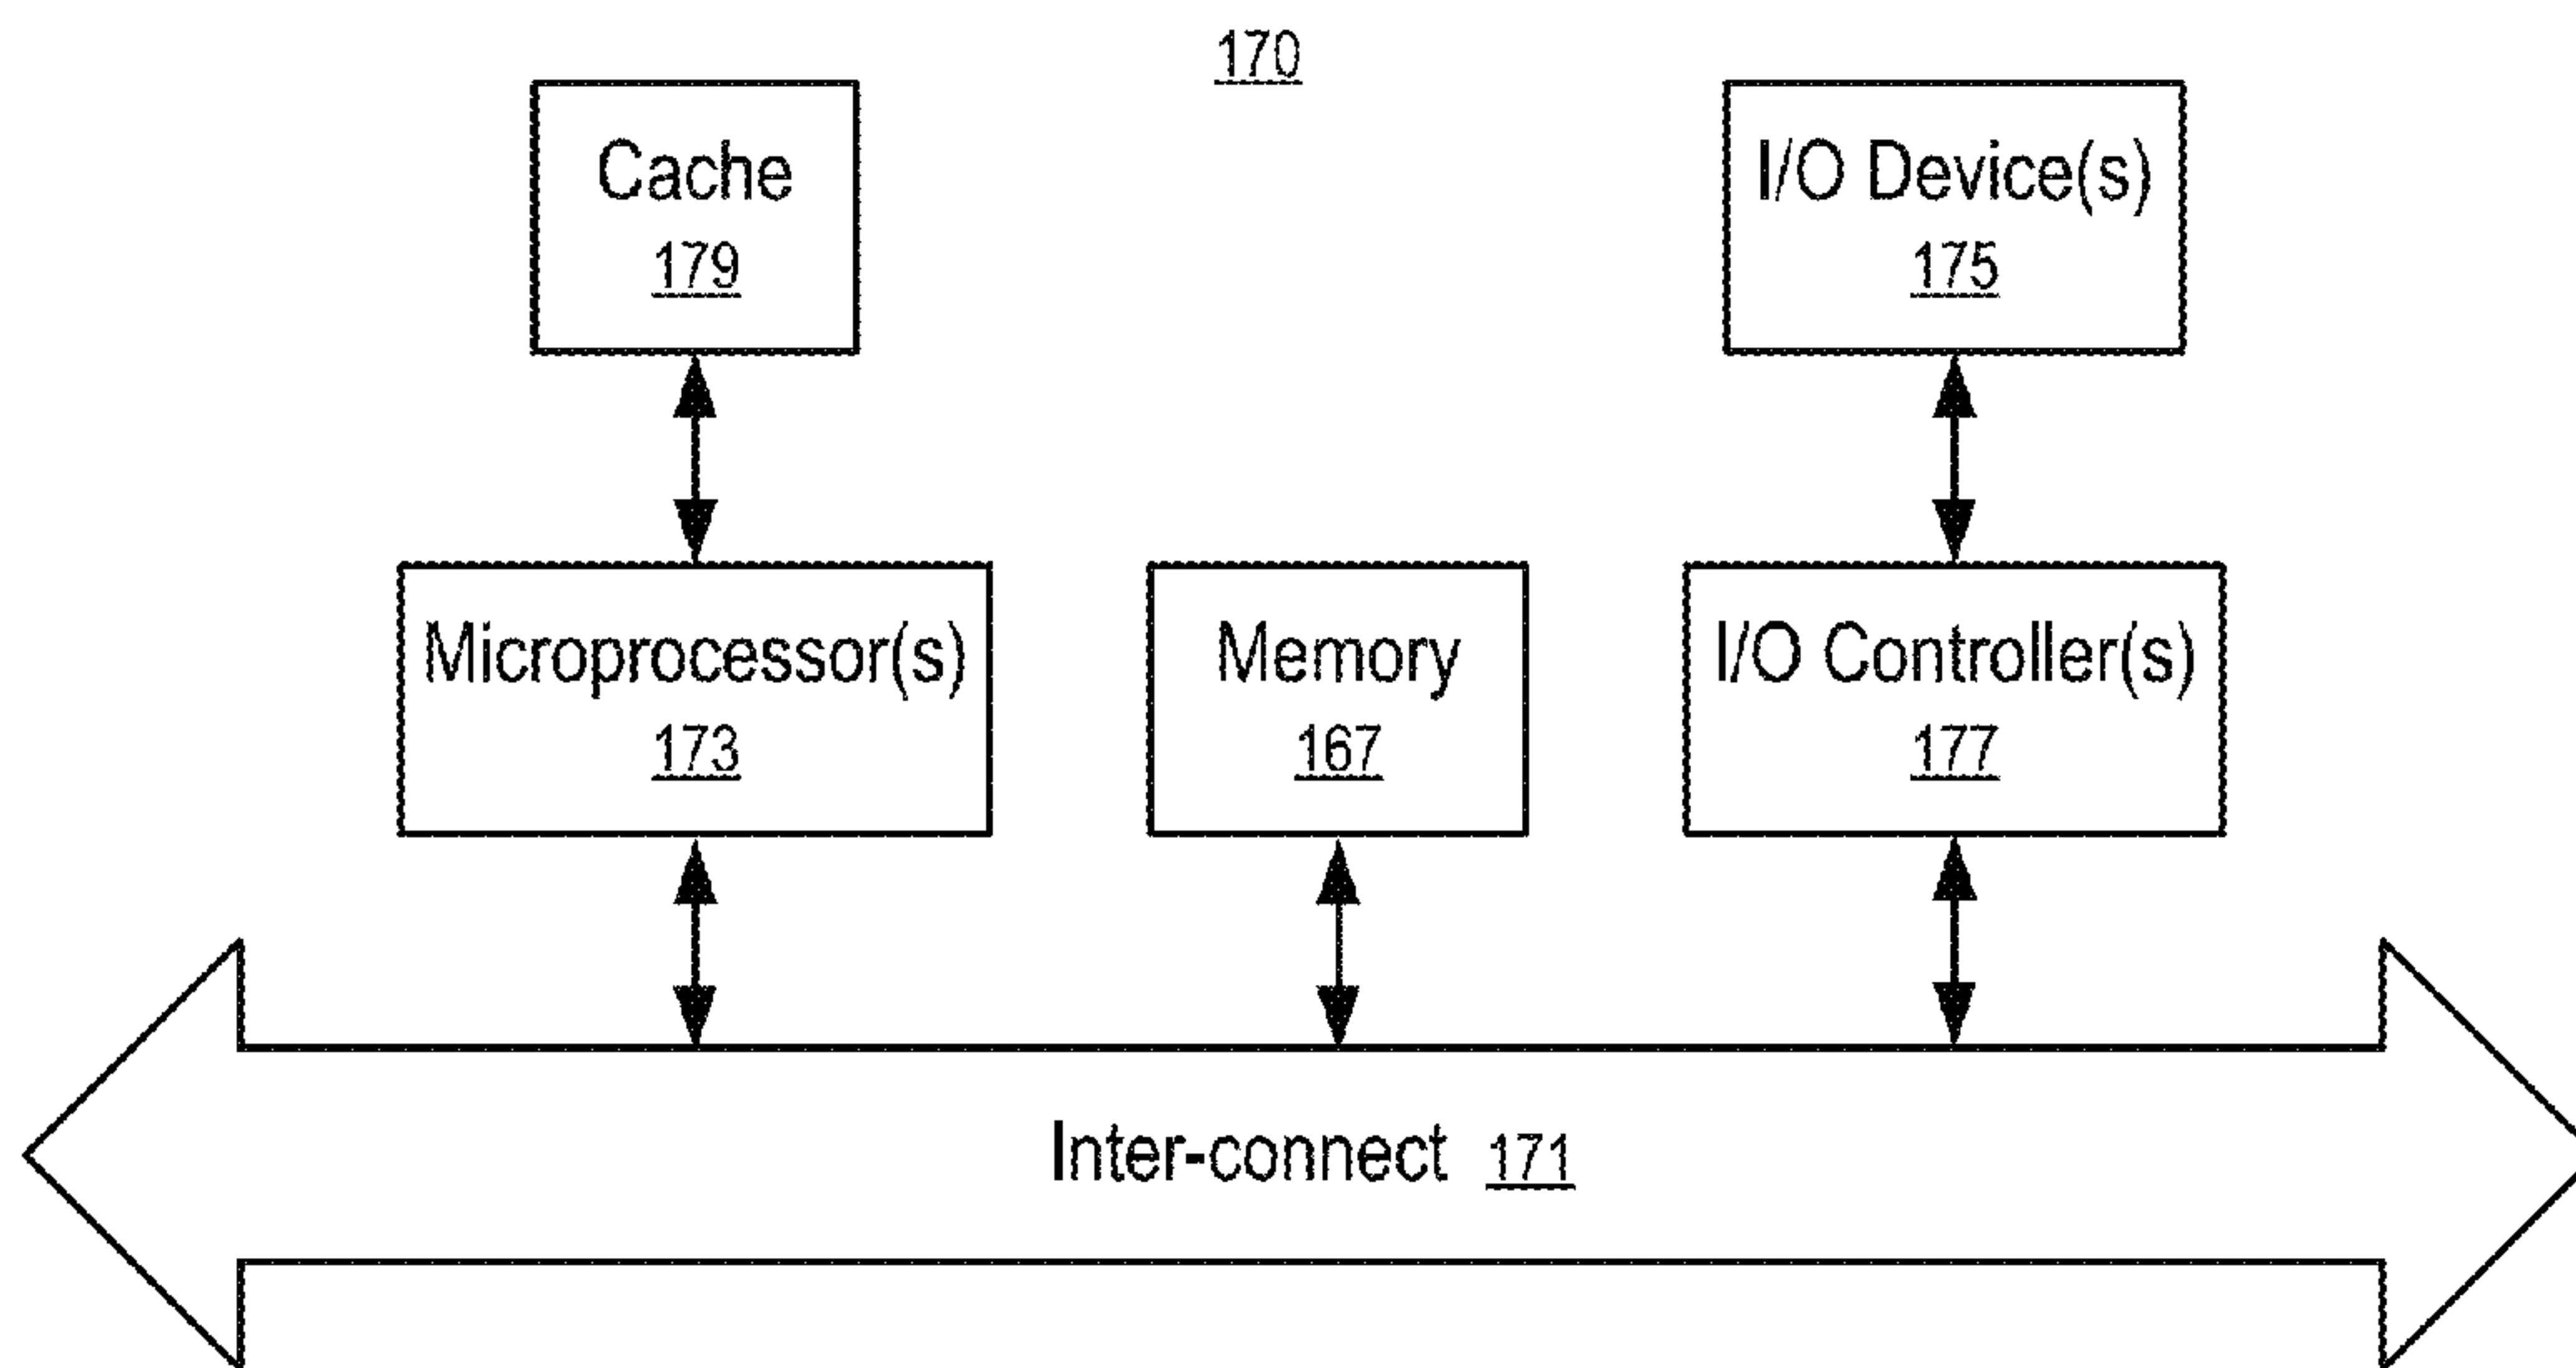 170
Cache
179
I/O Device(s)
175
Microprocessor(s)
173
Memory
167
I/O Controller(s)
177
Inter-connect 171